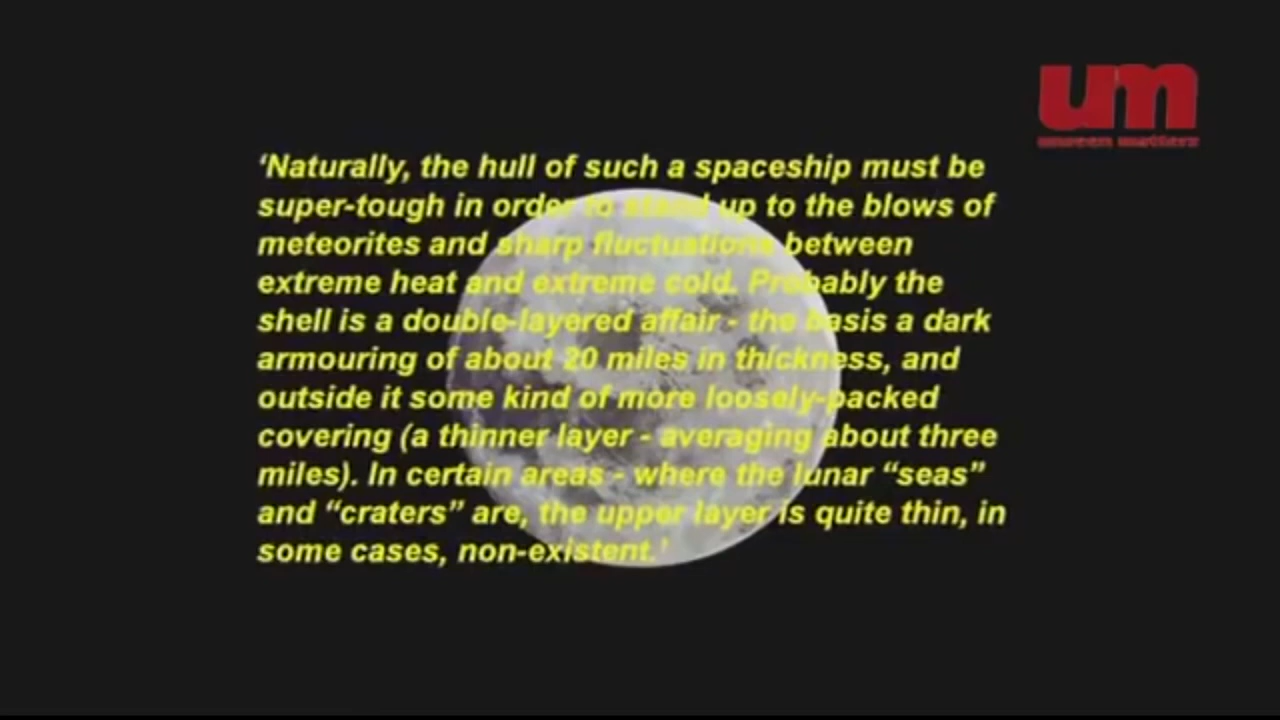 um
‘Naturally, the hull of such a spaceship must be
super-tough in order to stand up to the blows of
meteorites and sharp fluctuations between
extreme heat and extreme cold. Probably the
shell is a double-layered affair - the basis a dark
armouring of about 20 miles in thickness, and
outside it some kind of more loosely-packed
covering (a thinner layer - averaging about three
miles). In certain areas - where the lunar “seas”
and “craters” are, the upper layer is quite thin, in
some cases, non-existent.’